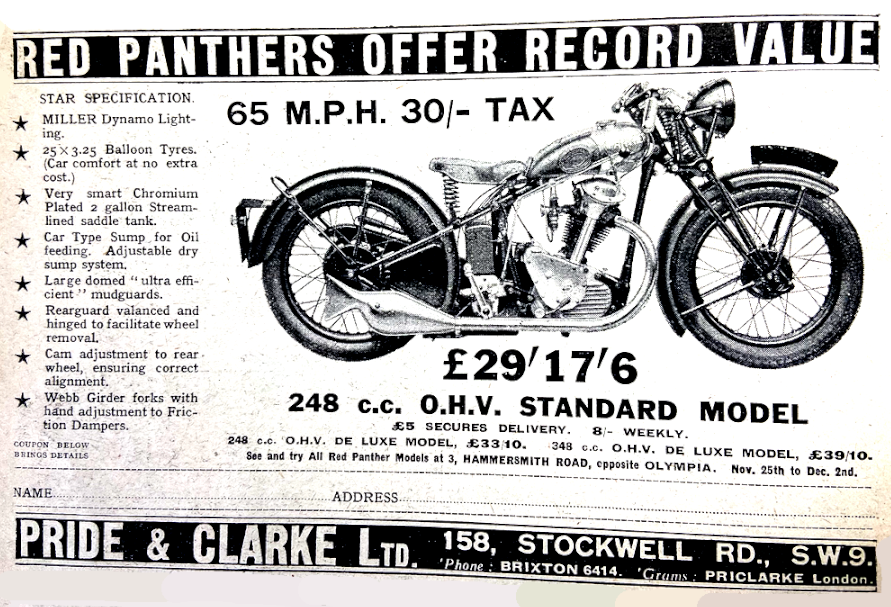 RED PANTHERS OFFER RECORD VALUE
STAR SPECIFICATION.
★ MILLER Dynamo Light-
ing.
★ 25×3.25 Balloon Tyres.
(Car comfort at no extra
cost.)
★ Very smart Chromium
Plated 2 gallon Stream-
lined saddle tank.
★ Car Type Sump for Oil
feeding. Adjustable dry
sump system.
★ Large domed "ultra effi-
cient" mudguards.
★ Rearguard valanced and
hinged to facilitate wheel
removal.
★ Cam adjustment to rear
wheel, ensuring correct
alignment.
★ Webb Girder forks with
hand adjustment to Fric-
tion Dampers.
COUPON BELOW
BRINGS DETAILS
65 M.P.H. 30/- TAX
£29/17/6
248 c.c. O.H.V. STANDARD MODEL
£5 SECURES DELIVERY. 8/- WEEKLY.
248 c.c. O.H.V. DE LUXE MODEL, £33/10. 348 c.c. O.H.V. DE LUXE MODEL, £39/10.
See and try All Red Panther Models at 3, HAMMERSMITH ROAD, opposite OLYMPIA. Nov. 25th to Dec. 2nd.
NAME ADDRESS
PRIDE & CLARKE LTD.
158, STOCKWELL RD., S.W.9.
'Phone: BRIXTON 6414. 'Grams: PRICLARKE London.